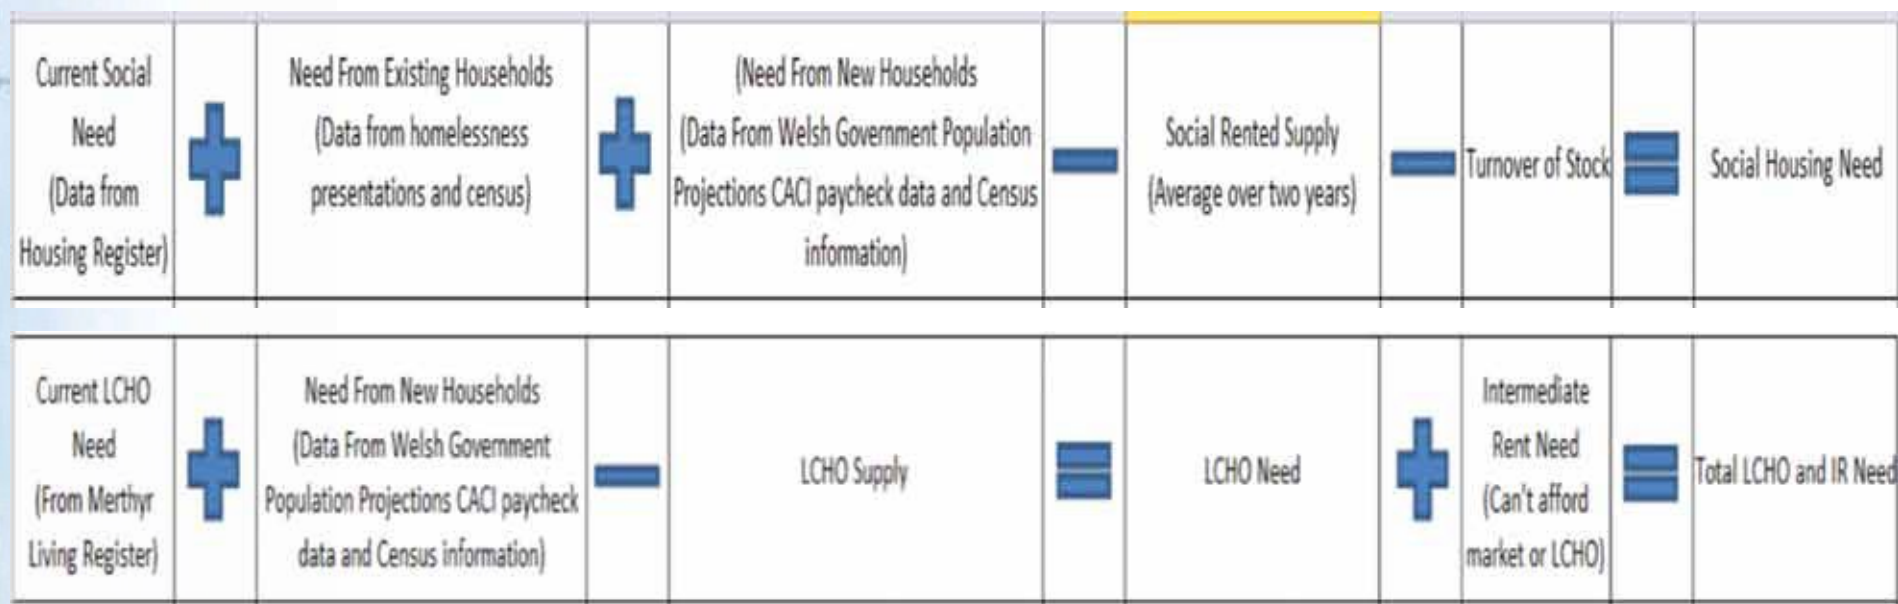 Current Social
Need
(Data from
Housing Register)
Need From Existing Households
(Data from homelessness
presentations and census)
(Need From New Households
(Data From Welsh Government Population
Projections CACI paycheck data and Census
information)
Social Rented Supply
(Average over two years)
Turnover of Stock
Social Housing Need
Current LCHO
Need
(From Merthyr
Living Register)
Need From New Households
(Data From Welsh Government
Population Projections CACI paycheck
data and Census information)
LCHO Supply
LCHO Need
Intermediate
Rent Need
(Can't afford
market or LCHO)
Total LCHO and IR Need